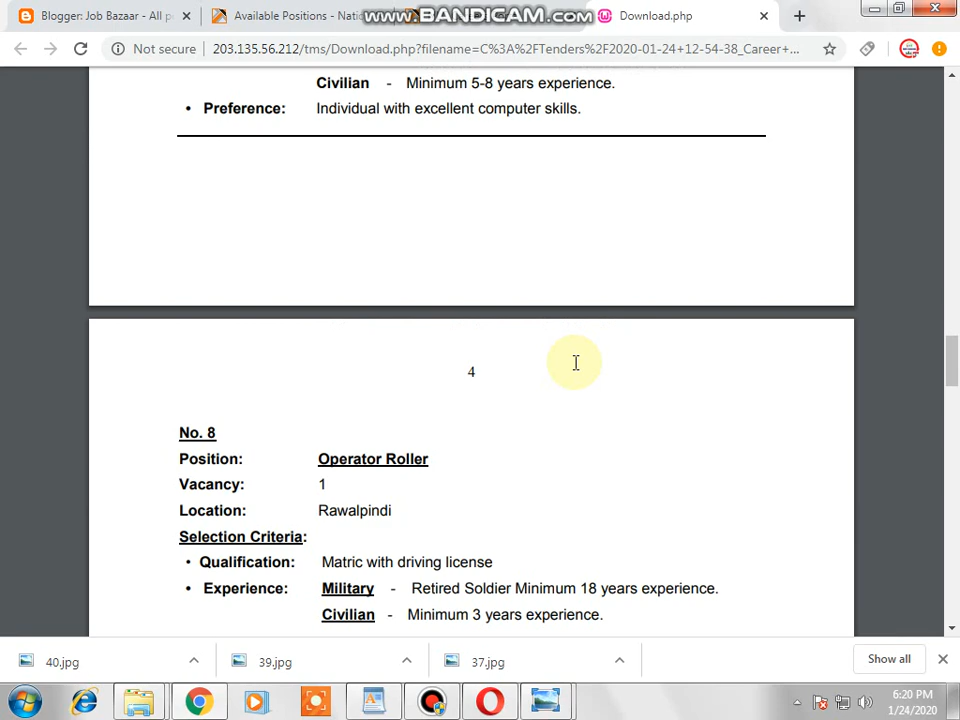 Blogger: Job Bazaar - All p
Available Positions - Natio
www.BANDICAM.com
Download.php
Not secure
203.135.56.212/tms/Download.php?filename=C%3A%2FTenders%2F2020-01-24+12-54-38_Career+...
Civilian - Minimum 5-8 years experience.
• Preference: Individual with excellent computer skills.
4
No. 8
Position: Operator Roller
Vacancy: 1
Location: Rawalpindi
Selection Criteria:
• Qualification: Matric with driving license
• Experience: Military - Retired Soldier Minimum 18 years experience.
Civilian - Minimum 3 years experience.
40.jpg
39.jpg
37.jpg
Show all
6:20 PM
1/24/2020